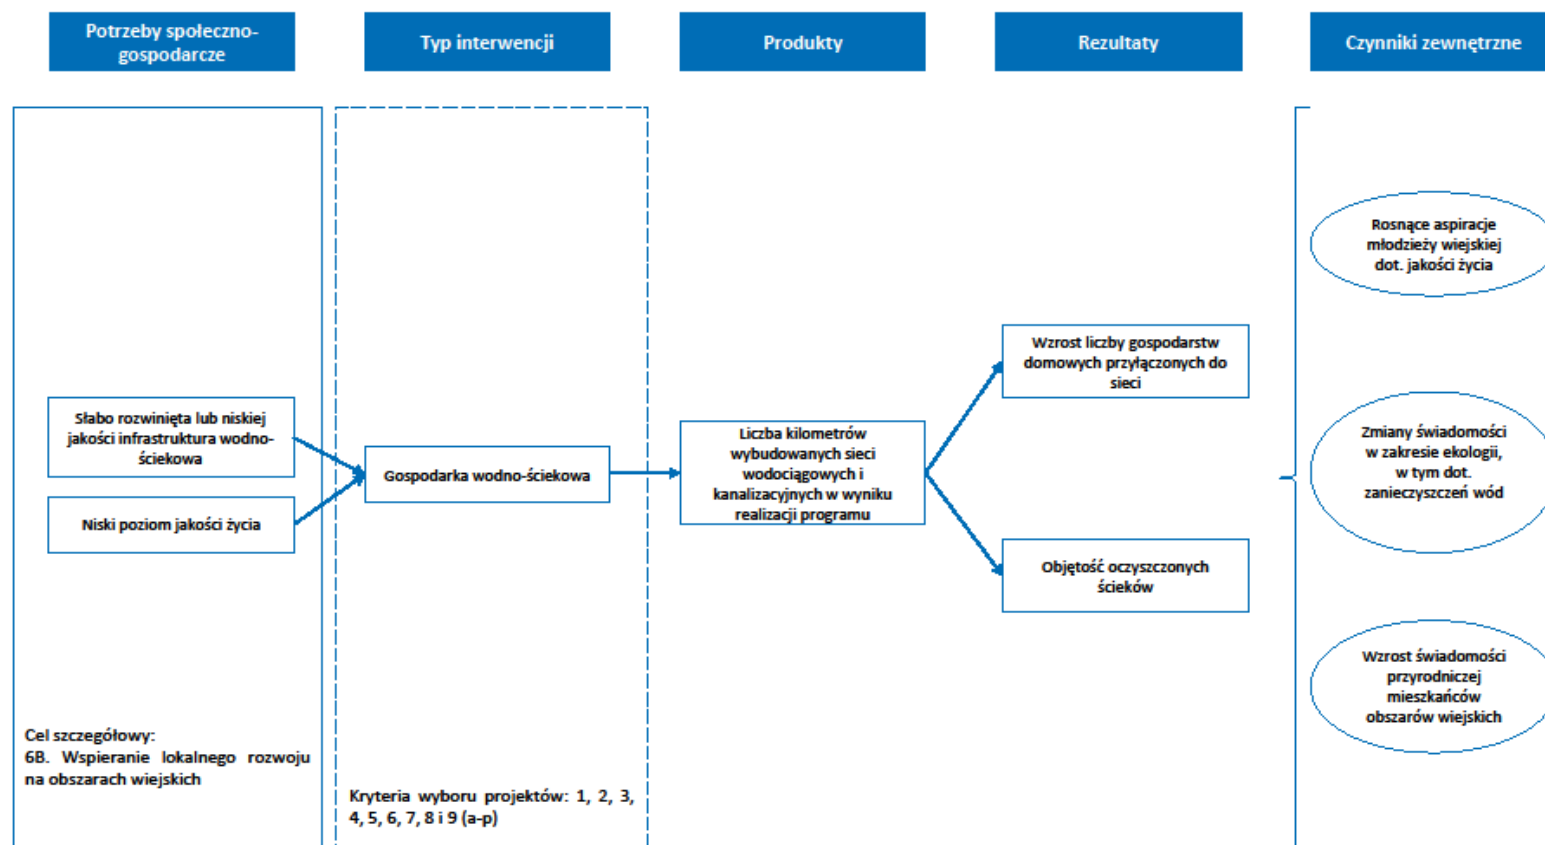 Potrzeby społeczno-
gospodarcze
Typ interwencji
Produkty
Rezultaty
Czynniki zewnętrzne
Słabo rozwinięta lub niskiej
jakości infrastruktura wodno-
ściekowa
Niski poziom jakości życia
Cel szczegółowy:
6B. Wspieranie lokalnego rozwoju
na obszarach wiejskich
Gospodarka wodno-ściekowa
Kryteria wyboru projektów: 1, 2, 3,
4, 5, 6, 7, 8 i 9 (a-p)
Liczba kilometrów
wybudowanych sieci
wodociągowych i
kanalizacyjnych w wyniku
realizacji programu
Wzrost liczby gospodarstw
domowych przyłączonych do
sieci
Objętość oczyszczonych
ścieków
Rosnące aspiracje
młodzieży wiejskiej
dot. jakości życia
Zmiany świadomości
w zakresie ekologii,
w tym dot.
zanieczyszczeń wód
Wzrost świadomości
przyrodniczej
mieszkańców
obszarów wiejskich